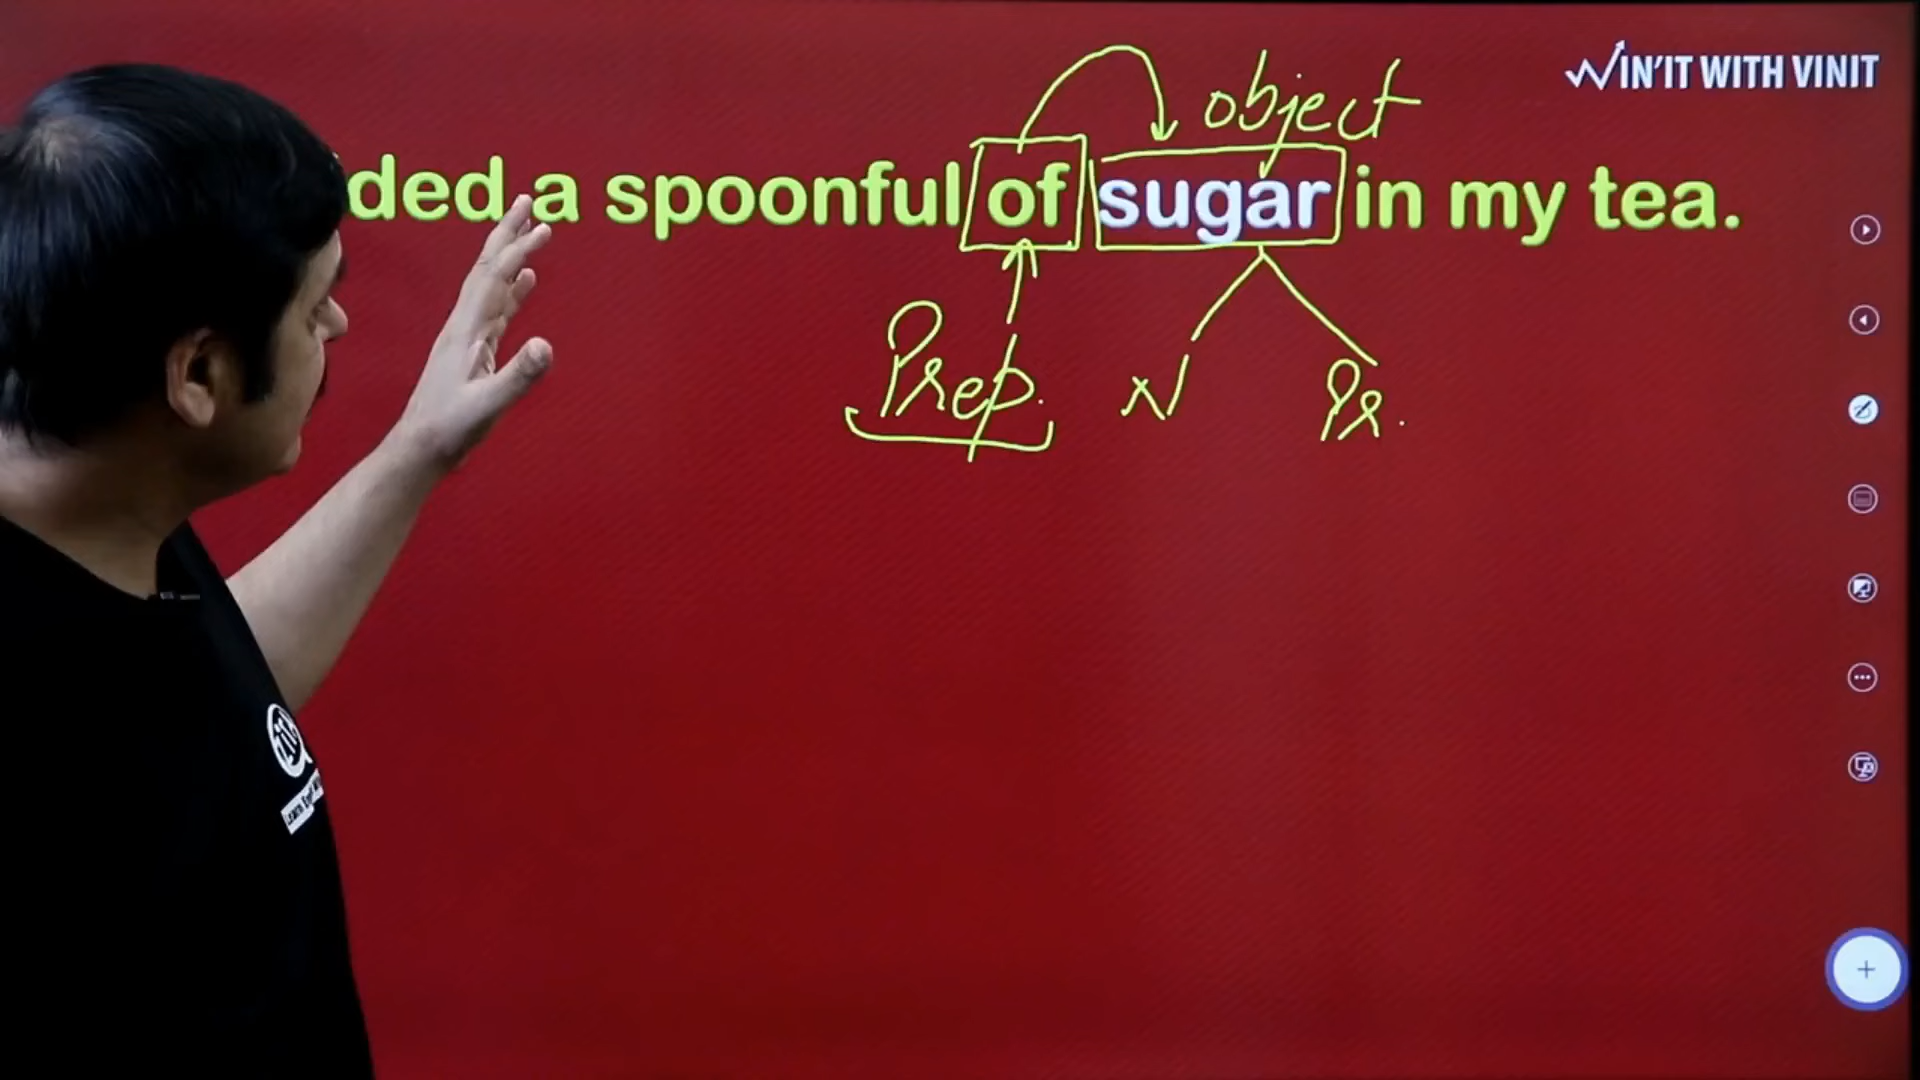 WIN'IT WITH VINIT
object
ded a spoonful of sugar in my tea.
Prep. N Pr.